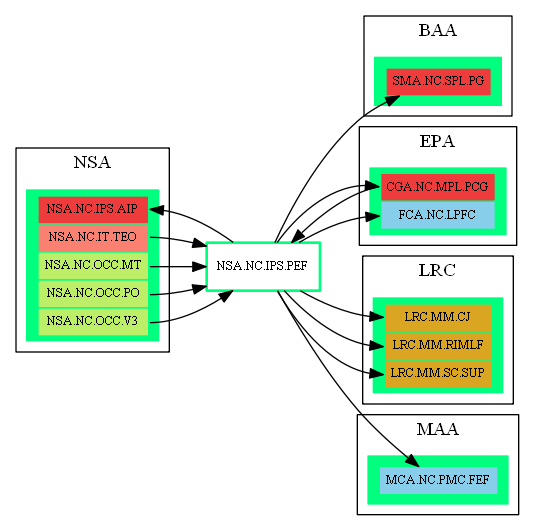 NSA
NSA.NC.IPS.AIP
NSA.NC.IT.TEO
NSA.NC.OCC.MT
NSA.NC.OCC.PO
NSA.NC.OCC.V3
NSA.NC.IPS.PEF
BAA
SMA.NC.SPL.PG
EPA
CGA.NC.MPL.PCG
FCA.NC.LPFC
LRC
LRC.MM.CJ
LRC.MM.RIMLF
LRC.MM.SC.SUP
MAA
MCA.NC.PMC.FEF